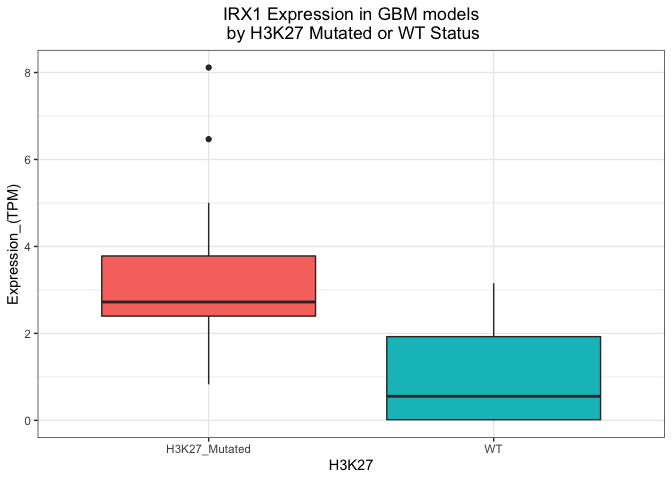 IRX1 Expression in GBM models
by H3K27 Mutated or WT Status
Expression_(TPM)
8
6
4
2
0
H3K27_Mutated
WT
H3K27